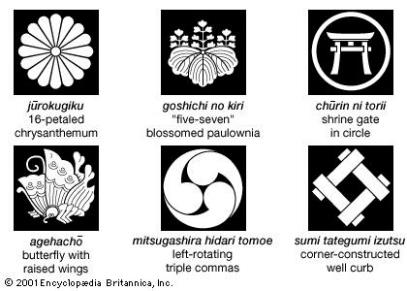 jūrokugiku
16-petaled
chrysanthemum
goshichi no kiri
"five-seven"
blossomed paulownia
chūrin ni torii
shrine gate
in circle
agehachō
butterfly with
raised wings
mitsugashira hidari tomoe
left-rotating
triple commas
sumi tategumi izutsu
corner-constructed
well curb
© 2001 Encyclopædia Britannica, Inc.